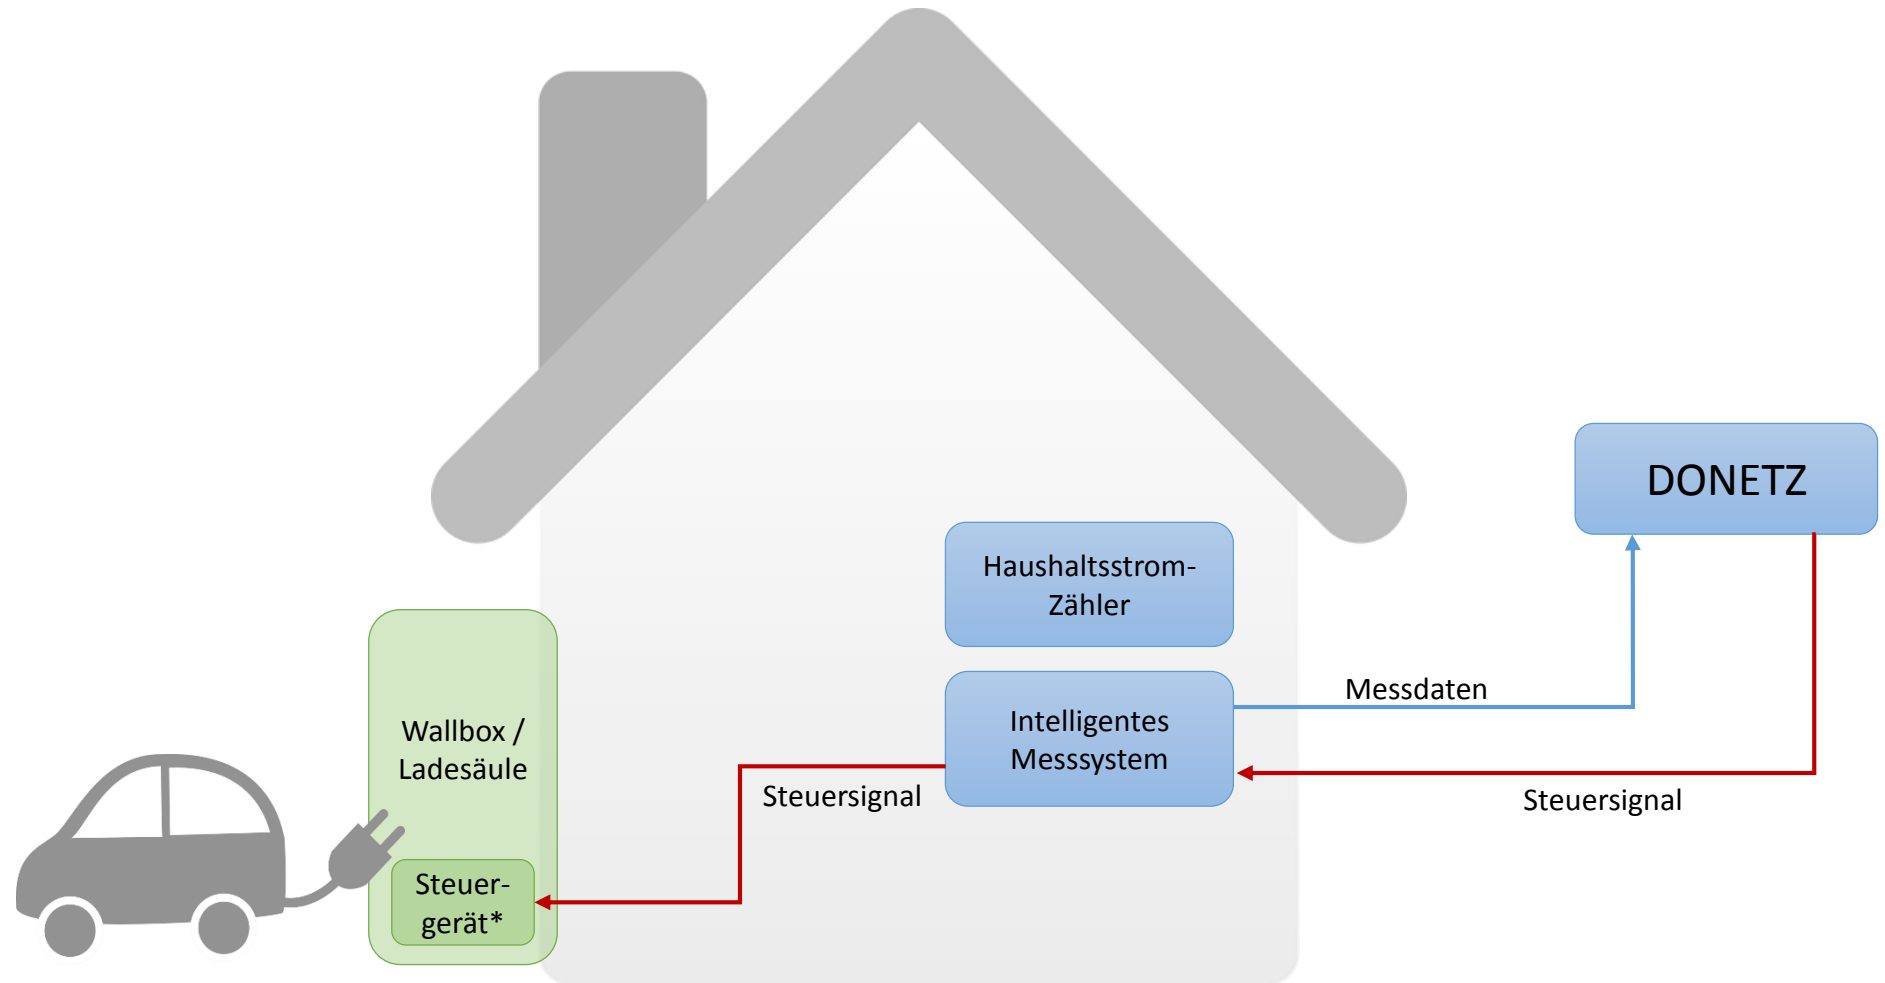 DONETZ
Haushaltsstrom-
Zähler
Messdaten
Intelligentes
Messsystem
Wallbox /
Ladesäule
Steuersignal
Steuersignal
Steuer-
gerät*